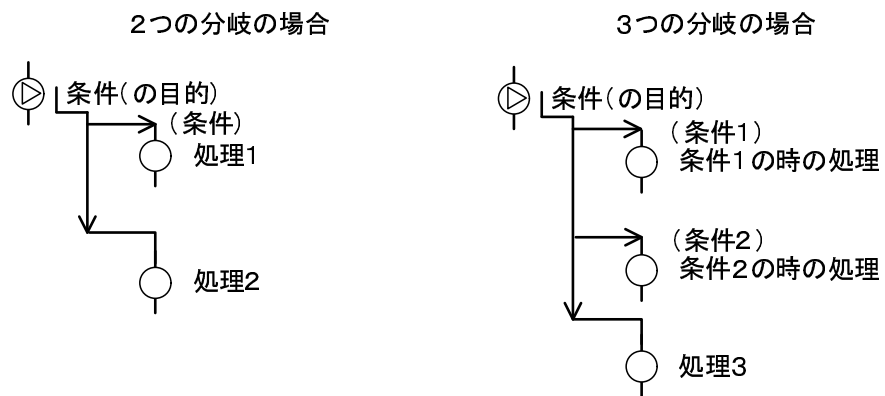 ２つの分岐の場合
条件(の目的)
(条件)
処理１
処理２
３つの分岐の場合
条件(の目的)
(条件１)
条件１の時の処理
(条件２)
条件２の時の処理
処理３